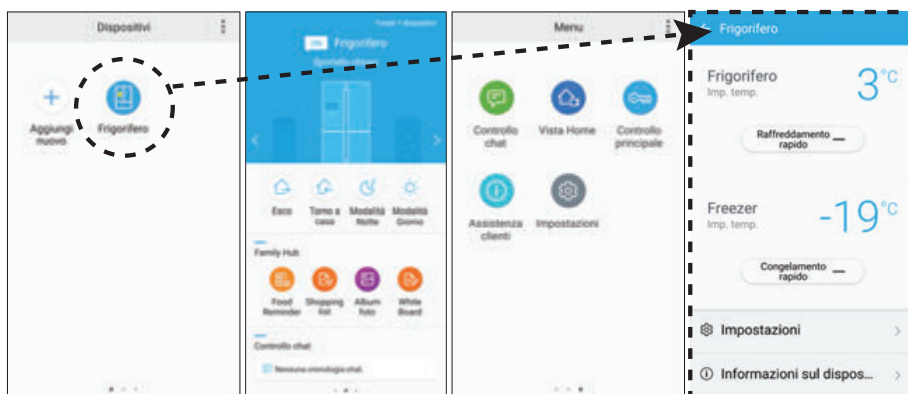 Dispositivi
Aggiungi
nuovo
Frigorifero
Frigorifero
Esco
Torno a
casa
Modalità
Notte
Modalità
Giorno
Family Hub
Food
Reminder
Shopping
list
Album
foto
White
Board
Controllo chat
Nessuna cronologia chat.
Menu
Controllo
chat
Vista Home
Controllo
principale
Assistenza
clienti
Impostazioni
Frigorifero
Frigorifero
Imp. temp.
3°C
Raffreddamento
rapido
Freezer
Imp. temp.
-19°C
Congelamento
rapido
Impostazioni
Informazioni sul dispos...